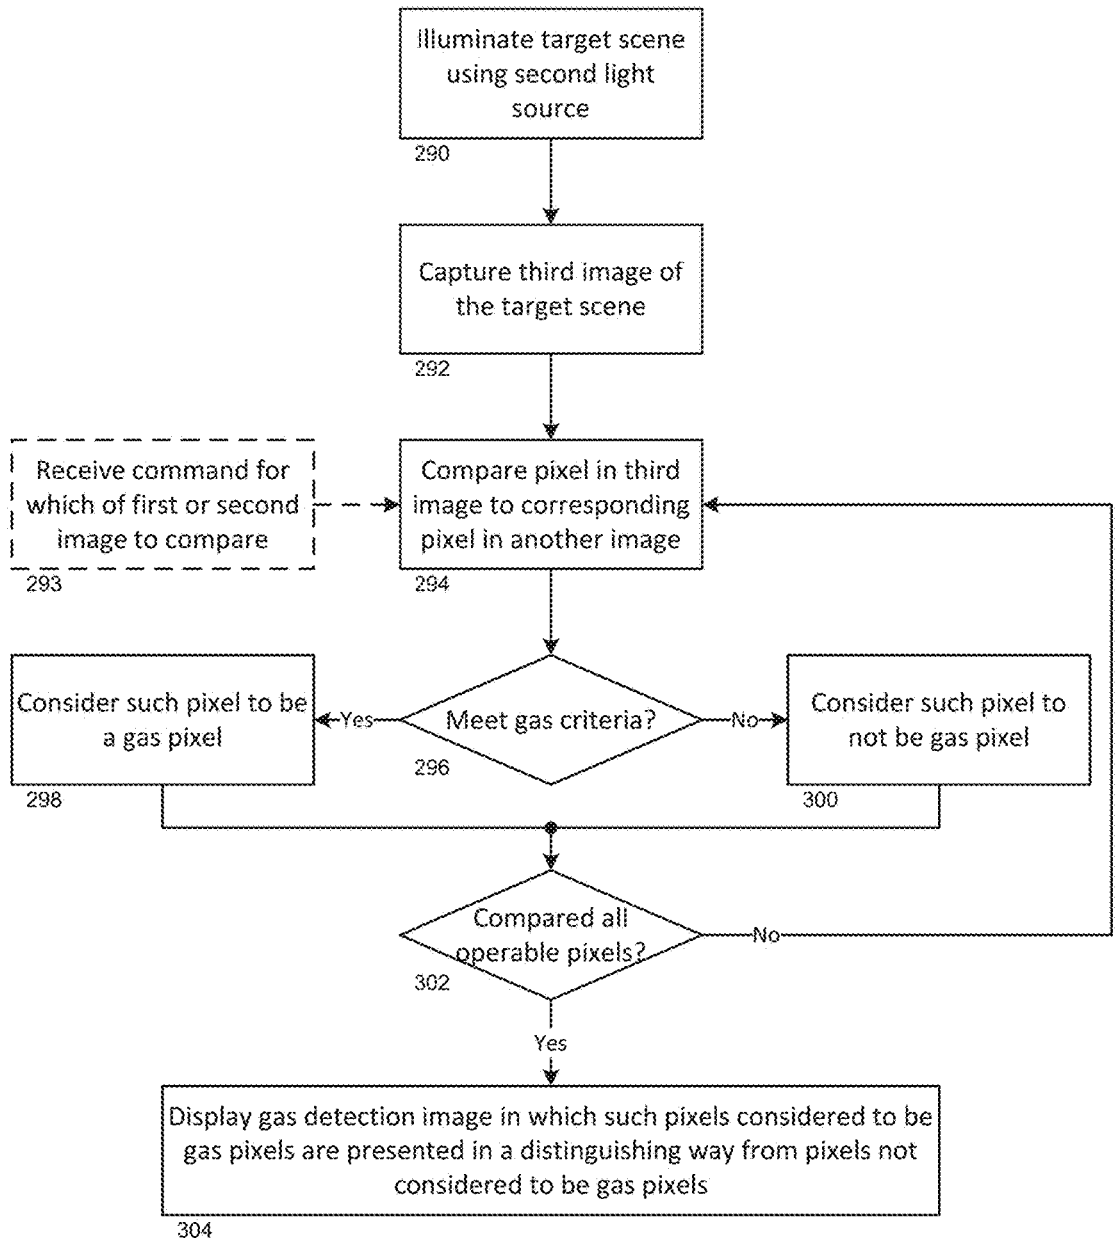 Illuminate target scene
using second light
source
290
Capture third image of
the target scene
292
Receive command for
which of first or second
image to compare
293
Compare pixel in third
image to corresponding
pixel in another image
294
Consider such pixel to be
a gas pixel
298
Yes
Meet gas criteria?
296
No
Consider such pixel to
not be gas pixel
300
Compared all
operable pixels?
302
No
Yes
Display gas detection image in which such pixels considered to be
gas pixels are presented in a distinguishing way from pixels not
considered to be gas pixels
304